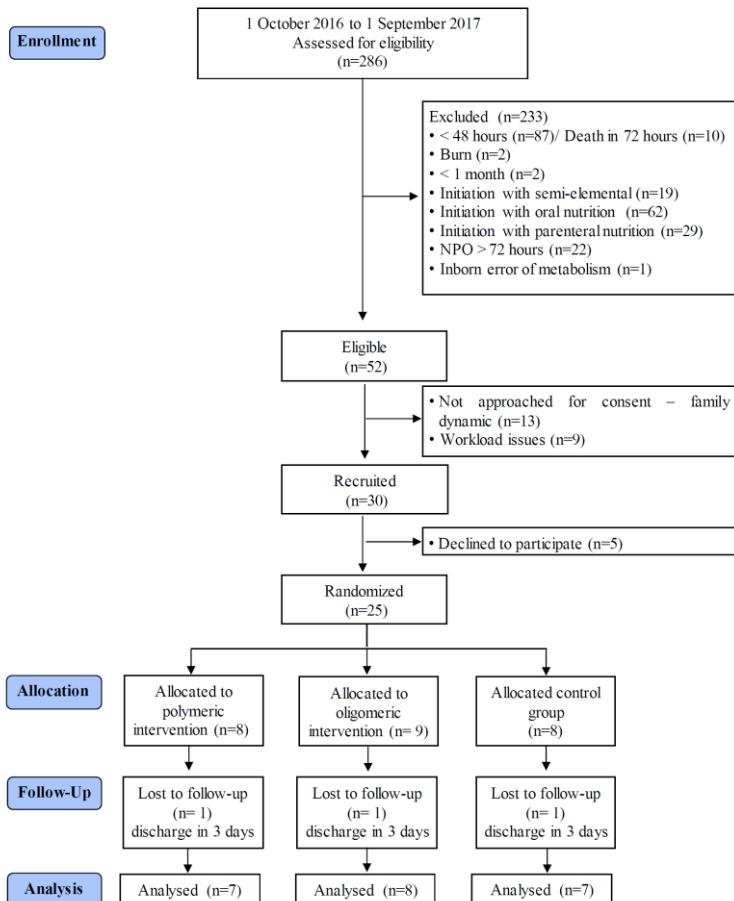 1 October 2016 to 1 September 2017
Assessed for eligibility
(n=286)
Enrollment
Excluded (n=233)
• < 48 hours (n=87)/ Death in 72 hours (n=10)
• Burn (n=2)
• < 1 month (n=2)
• Initiation with semi-elemental (n=19)
• Initiation with oral nutrition (n=62)
• Initiation with parenteral nutrition (n=29)
• NPO > 72 hours (n=22)
• Inborn error of metabolism (n=1)
Eligible
(n=52)
• Not approached for consent – family
dynamic (n=13)
• Workload issues (n=9)
Recruited
(n=30)
• Declined to participate (n=5)
Randomized
(n=25)
Allocation
Allocated to
polymeric
intervention (n=8)
Allocated to
oligomeric
intervention (n= 9)
Allocated control
group
(n=8)
Follow-Up
Lost to follow-up
(n= 1)
discharge in 3 days
Lost to follow-up
(n= 1)
discharge in 3 days
Lost to follow-up
(n= 1)
discharge in 3 days
Analysis
Analysed (n=7)
Analysed (n=8)
Analysed (n=7)